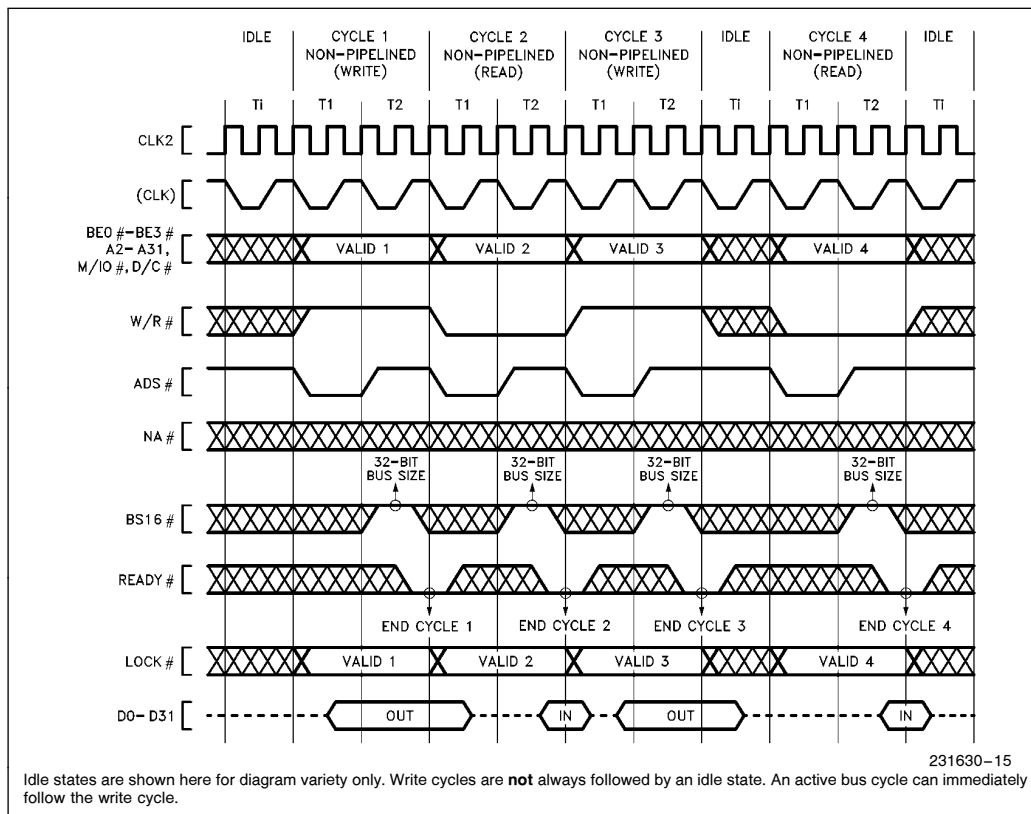 IDLE CYCLE 1 CYCLE 2 CYCLE 3 IDLE CYCLE 4 IDLE
NON-PIPELINED NON-PIPELINED NON-PIPELINED NON-PIPELINED
(WRITE) (READ) (WRITE) (READ)
Ti T1 T2 T1 T2 T1 T2 Ti T1 T2 Ti
CLK2
(CLK)
BE0 #-BE3 #
A2-A31,
M/IO #, D/C #
VALID 1 VALID 2 VALID 3 VALID 4
W/R #
ADS #
NA #
32-BIT 32-BIT 32-BIT 32-BIT
BUS SIZE BUS SIZE BUS SIZE BUS SIZE
BS16 #
READY #
END CYCLE 1 END CYCLE 2 END CYCLE 3 END CYCLE 4
LOCK # VALID 1 VALID 2 VALID 3 VALID 4
D0-D31 OUT IN OUT IN
231630-15
Idle states are shown here for diagram variety only. Write cycles are not always followed by an idle state. An active bus cycle can immediately
follow the write cycle.